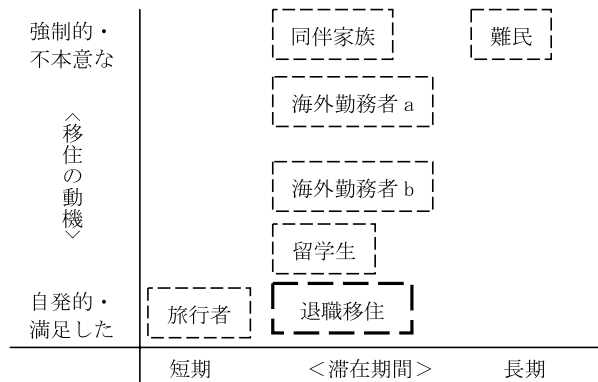 強制的・
不本意な
同伴家族
難民
海外勤務者 a
＜移住の動機＞
海外勤務者 b
留学生
自発的・
満足した
旅行者
退職移住
短期
＜滞在期間＞
長期